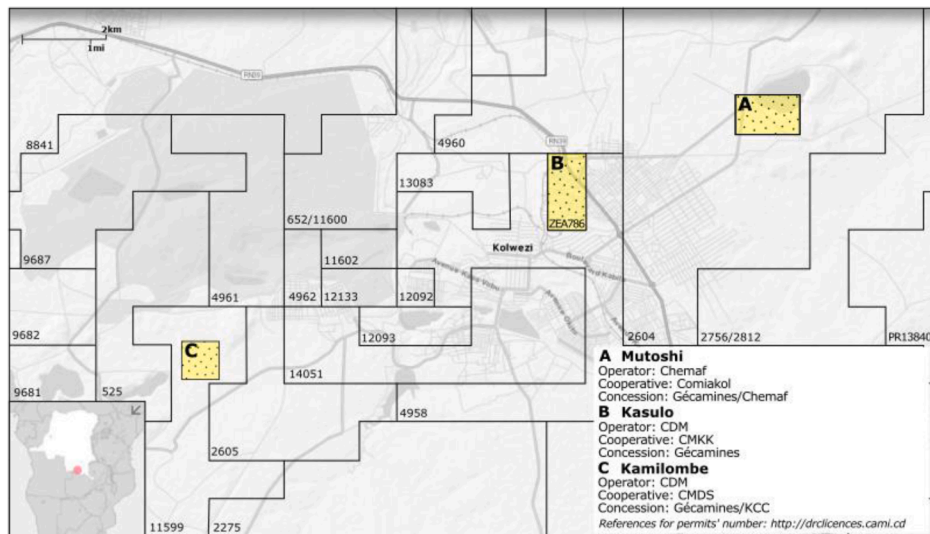 2km
1mi
RN39
A
8841
4960
RN39
B
13083
ZEA786
652/11600
Kolwezi
9687
11602
4961
4962
12133
12092
9682
12093
2604
2756/2812
PR13840
C
14051
9681
525
4958
2605
11599
2275
A Mutoshi
Operator: Chemaf
Cooperative: Comiakol
Concession: Gécamines/Chemaf
B Kasulo
Operator: CDM
Cooperative: CMKK
Concession: Gécamines
C Kamilombe
Operator: CDM
Cooperative: CMDS
Concession: Gécamines/KCC
References for permits' number: http://drclicences.cami.cd